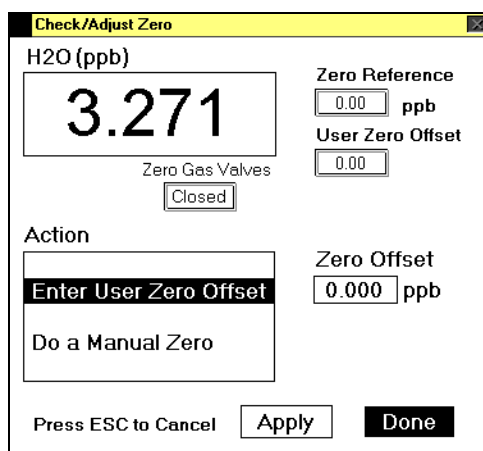 Check/Adjust Zero
H2O (ppb)
3.271
Zero Reference
0.00 ppb
User Zero Offset
0.00
Zero Gas Valves
Closed
Action
Enter User Zero Offset
Do a Manual Zero
Zero Offset
0.000 ppb
Press ESC to Cancel
Apply
Done